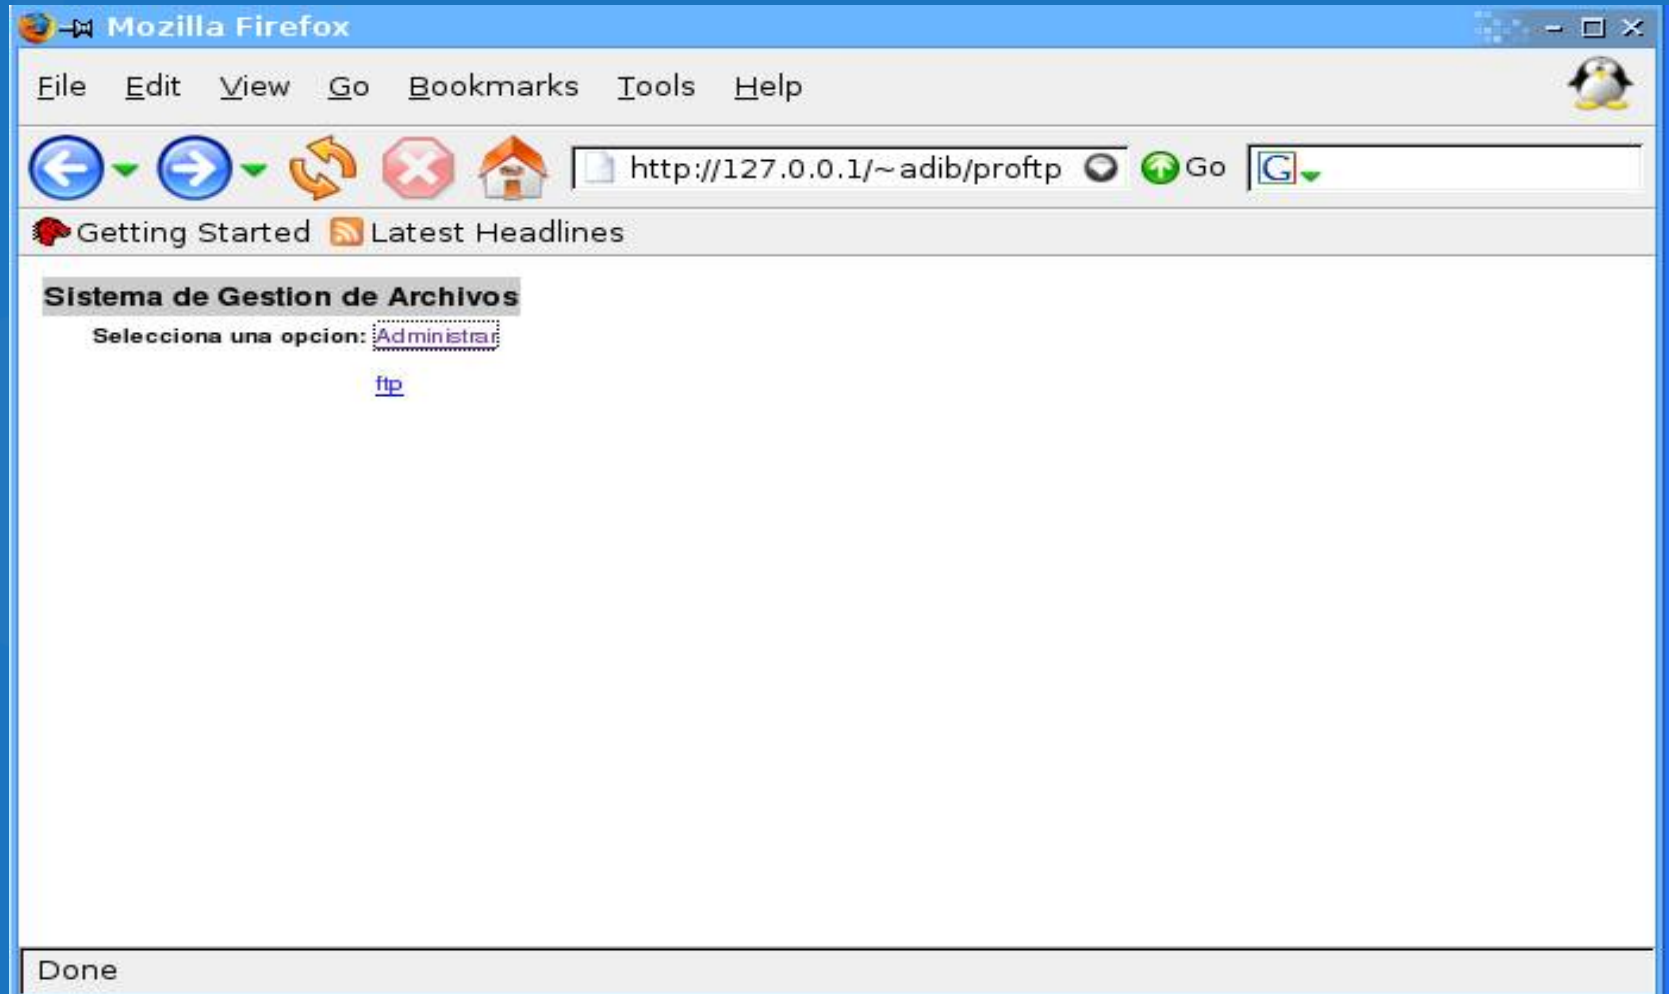 Mozilla Firefox
File Edit View Go Bookmarks Tools Help
http://127.0.0.1/~adib/proftp Go G
Getting Started Latest Headlines
Sistema de Gestion de Archivos
Selecciona una opcion: Administrar
ftp
Done